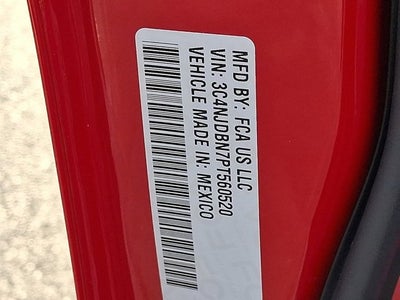 MFD BY: FCA US LLC
VIN: 3C4NJDBN7PT560520
VEHICLE MADE IN: MEXICO